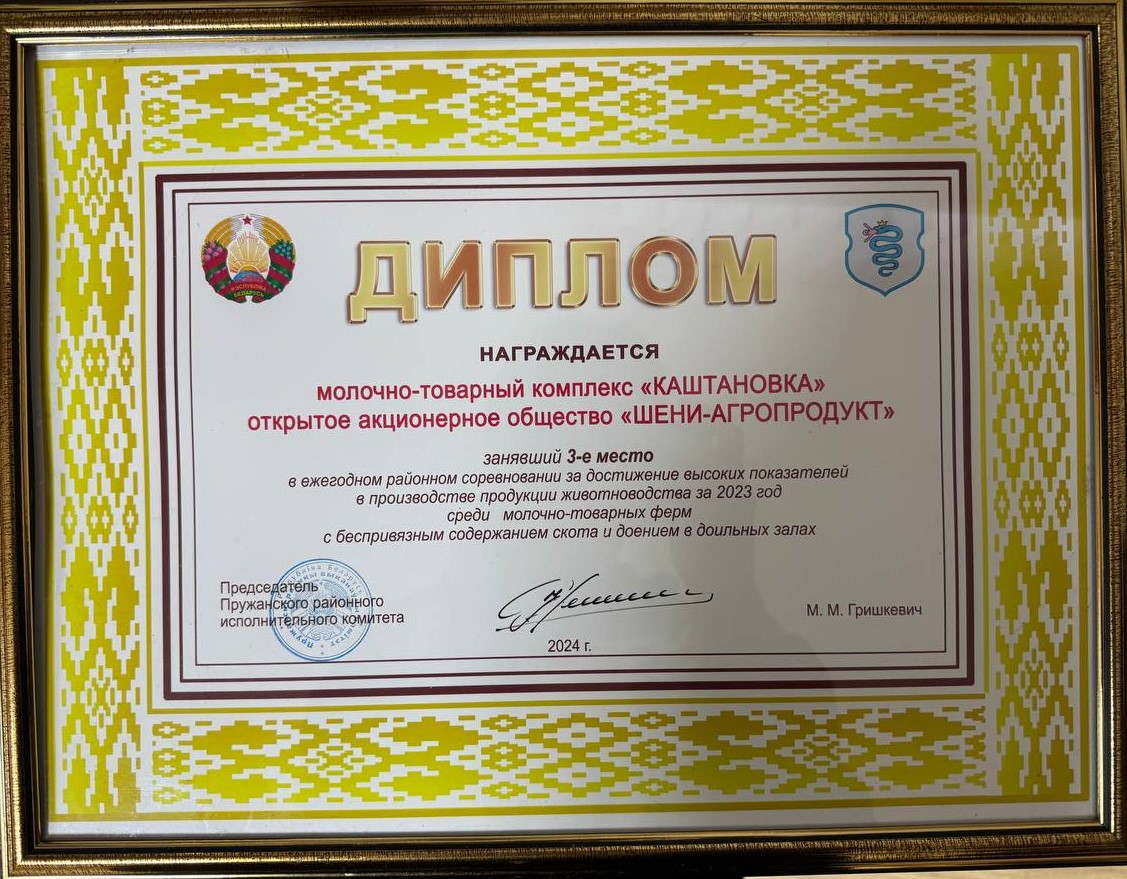 РЭСПУБЛІКА
БЕЛАРУСЬ
ДИПЛОМ
НАГРАЖДАЕТСЯ
молочно-товарный комплекс «КАШТАНОВКА»
открытое акционерное общество «ШЕНИ-АГРОПРОДУКТ»
занявший 3-е место
в ежегодном районном соревновании за достижение высоких показателей
в производстве продукции животноводства за 2023 год
среди молочно-товарных ферм
с беспривязным содержанием скота и доением в доильных залах
Председатель
Пружанского районного
исполнительного комитета
М. М. Гришкевич
2024 г.